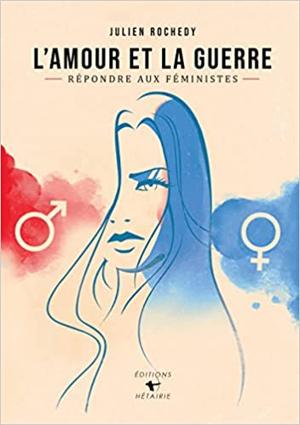 JULIEN ROCHEDY
L'AMOUR ET LA GUERRE
RÉPONDRE AUX FÉMINISTES
ÉDITIONS
HÉTAIRIE